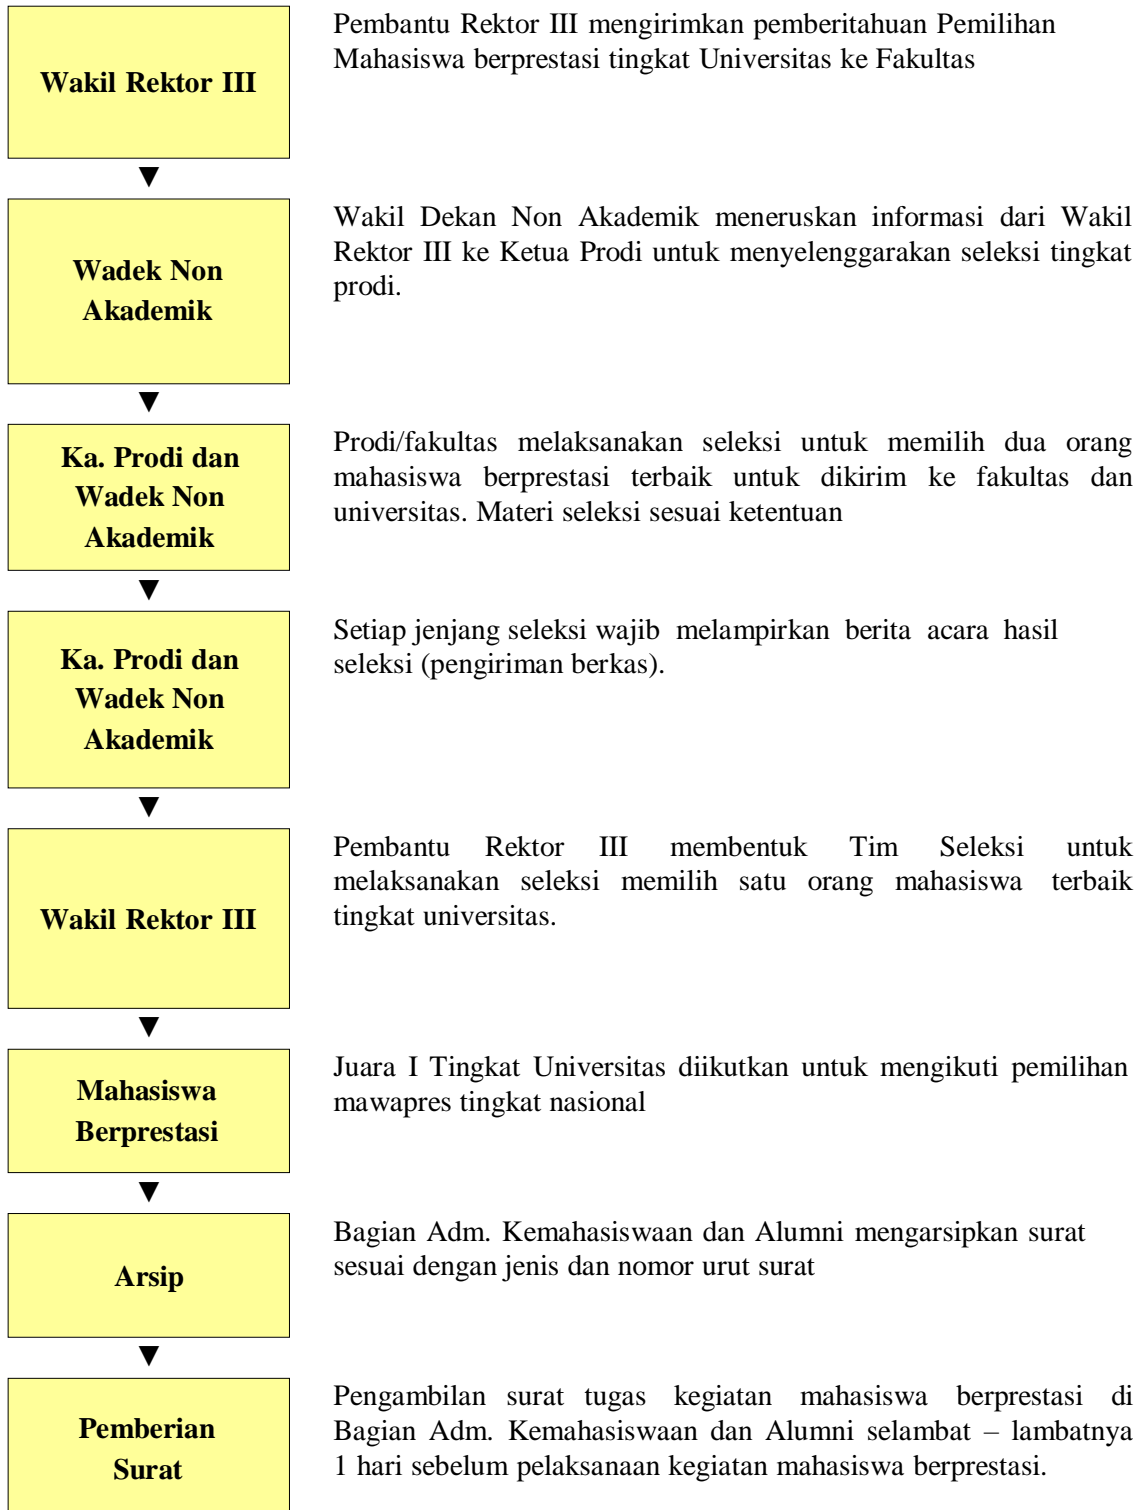 Wakil Rektor III
Pembantu Rektor III mengirimkan pemberitahuan Pemilihan
Mahasiswa berprestasi tingkat Universitas ke Fakultas
▼
Wadek Non
Akademik
Wakil Dekan Non Akademik meneruskan informasi dari Wakil
Rektor III ke Ketua Prodi untuk menyelenggarakan seleksi tingkat
prodi.
▼
Ka. Prodi dan
Wadek Non
Akademik
Prodi/fakultas melaksanakan seleksi untuk memilih dua orang
mahasiswa berprestasi terbaik untuk dikirim ke fakultas dan
universitas. Materi seleksi sesuai ketentuan
▼
Ka. Prodi dan
Wadek Non
Akademik
Setiap jenjang seleksi wajib melampirkan berita acara hasil
seleksi (pengiriman berkas).
▼
Wakil Rektor III
Pembantu Rektor III membentuk Tim Seleksi untuk
melaksanakan seleksi memilih satu orang mahasiswa terbaik
tingkat universitas.
▼
Mahasiswa
Berprestasi
Juara I Tingkat Universitas diikutkan untuk mengikuti pemilihan
mawapres tingkat nasional
▼
Arsip
Bagian Adm. Kemahasiswaan dan Alumni mengarsipkan surat
sesuai dengan jenis dan nomor urut surat
▼
Pemberian
Surat
Pengambilan surat tugas kegiatan mahasiswa berprestasi di
Bagian Adm. Kemahasiswaan dan Alumni selambat – lambatnya
1 hari sebelum pelaksanaan kegiatan mahasiswa berprestasi.